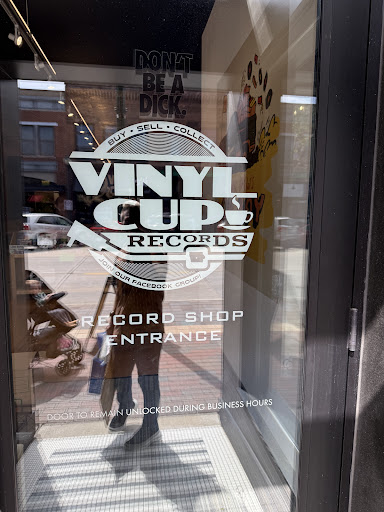 DON'T
BE A
DICK.
BUY • SELL • COLLECT
VINYL
CUP
RECORDS
JOIN OUR FACEBOOK GROUP!
RECORD SHOP
ENTRANCE
DOOR TO REMAIN UNLOCKED DURING BUSINESS HOURS